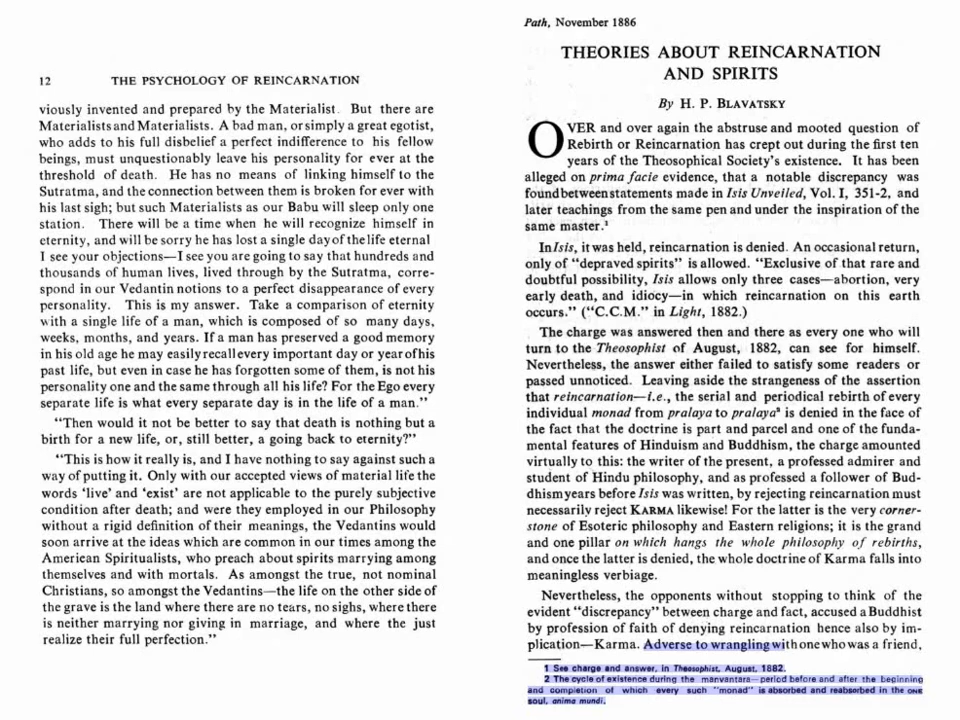 12 THE PSYCHOLOGY OF REINCARNATION
viously invented and prepared by the Materialist. But there are
Materialists and Materialists. A bad man, or simply a great egotist,
who adds to his full disbelief a perfect indifference to his fellow
beings, must unquestionably leave his personality for ever at the
threshold of death. He has no means of linking himself to the
Sutratma, and the connection between them is broken for ever with
his last sigh; but such Materialists as our Babu will sleep only one
station. There will be a time when he will recognize himself in
eternity, and will be sorry he has lost a single day of the life eternal
I see your objections—I see you are going to say that hundreds and
thousands of human lives, lived through by the Sutratma, corre-
spond in our Vedantin notions to a perfect disappearance of every
personality. This is my answer. Take a comparison of eternity
with a single life of a man, which is composed of so many days,
weeks, months, and years. If a man has preserved a good memory
in his old age he may easily recall every important day or year of his
past life, but even in case he has forgotten some of them, is not his
personality one and the same through all his life? For the Ego every
separate life is what every separate day is in the life of a man."
"Then would it not be better to say that death is nothing but a
birth for a new life, or, still better, a going back to eternity?"
"This is how it really is, and I have nothing to say against such a
way of putting it. Only with our accepted views of material life the
words 'live' and 'exist' are not applicable to the purely subjective
condition after death; and were they employed in our Philosophy
without a rigid definition of their meanings, the Vedantins would
soon arrive at the ideas which are common in our times among the
American Spiritualists, who preach about spirits marrying among
themselves and with mortals. As amongst the true, not nominal
Christians, so amongst the Vedantins—the life on the other side of
the grave is the land where there are no tears, no sighs, where there
is neither marrying nor giving in marriage, and where the just
realize their full perfection."
Path, November 1886
THEORIES ABOUT REINCARNATION
AND SPIRITS
By H. P. BLAVATSKY
OVER and over again the abstruse and mooted question of
Rebirth or Reincarnation has crept out during the first ten
years of the Theosophical Society's existence. It has been
alleged on prima facie evidence, that a notable discrepancy was
found between statements made in Isis Unveiled, Vol. I, 351-2, and
later teachings from the same pen and under the inspiration of the
same master.¹
In Isis, it was held, reincarnation is denied. An occasional return,
only of "depraved spirits" is allowed. "Exclusive of that rare and
doubtful possibility, Isis allows only three cases—abortion, very
early death, and idiocy—in which reincarnation on this earth
occurs." ("C.C.M." in Light, 1882.)
The charge was answered then and there as every one who will
turn to the Theosophist of August, 1882, can see for himself.
Nevertheless, the answer either failed to satisfy some readers or
passed unnoticed. Leaving aside the strangeness of the assertion
that reincarnation—i.e., the serial and periodical rebirth of every
individual monad from pralaya to pralaya² is denied in the face of
the fact that the doctrine is part and parcel and one of the funda-
mental features of Hinduism and Buddhism, the charge amounted
virtually to this: the writer of the present, a professed admirer and
student of Hindu philosophy, and as professed a follower of Bud-
dhism years before Isis was written, by rejecting reincarnation must
necessarily reject KARMA likewise! For the latter is the very corner-
stone of Esoteric philosophy and Eastern religions; it is the grand
and one pillar on which hangs the whole philosophy of rebirths,
and once the latter is denied, the whole doctrine of Karma falls into
meaningless verbiage.
Nevertheless, the opponents without stopping to think of the
evident "discrepancy" between charge and fact, accused a Buddhist
by profession of faith of denying reincarnation hence also by im-
plication—Karma. Adverse to wrangling with one who was a friend,
1 See charge and answer, in Theosophist, August, 1882.
2 The cycle of existence during the manvantara—period before and after the beginning
and completion of which every such "monad" is absorbed and reabsorbed in the ONE
soul, anima mundi.